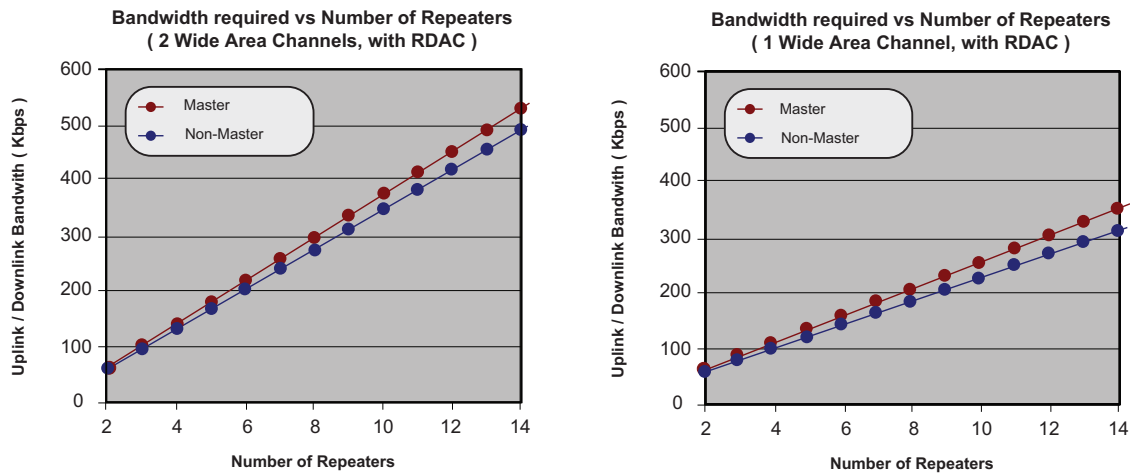 Bandwidth required vs Number of Repeaters
( 2 Wide Area Channels, with RDAC )
600
500
400
300
200
100
0
Uplink / Downlink Bandwith ( Kbps )
Master
Non-Master
2
4
6
8
10
12
14
Number of Repeaters
Bandwidth required vs Number of Repeaters
( 1 Wide Area Channel, with RDAC )
600
500
400
300
200
100
0
Uplink / Downlink Bandwith ( Kbps )
Master
Non-Master
2
4
6
8
10
12
14
Number of Repeaters